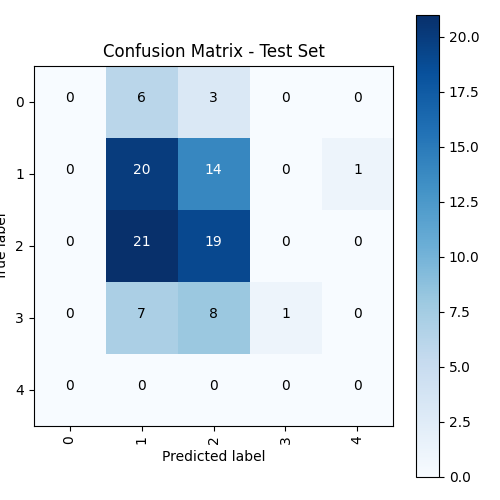 Confusion Matrix - Test Set
0 0 6 3 0 0
1 0 20 14 0 1
2 0 21 19 0 0
3 0 7 8 1 0
4 0 0 0 0 0
0 1 2 3 4
Predicted label
True label
20.0
17.5
15.0
12.5
10.0
7.5
5.0
2.5
0.0